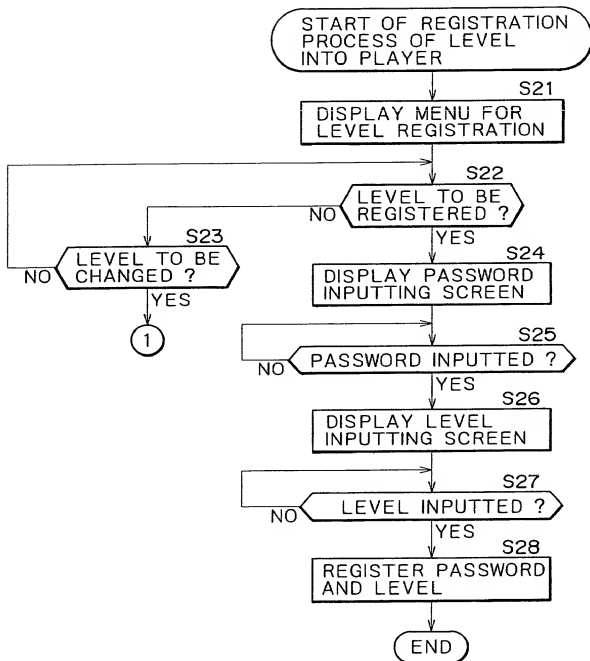 START OF REGISTRATION
PROCESS OF LEVEL
INTO PLAYER
S21
DISPLAY MENU FOR
LEVEL REGISTRATION
S22
LEVEL TO BE
REGISTERED ?
NO
YES
S23
LEVEL TO BE
CHANGED ?
NO
YES
1
S24
DISPLAY PASSWORD
INPUTTING SCREEN
S25
PASSWORD INPUTTED ?
NO
YES
S26
DISPLAY LEVEL
INPUTTING SCREEN
S27
LEVEL INPUTTED ?
NO
YES
S28
REGISTER PASSWORD
AND LEVEL
END